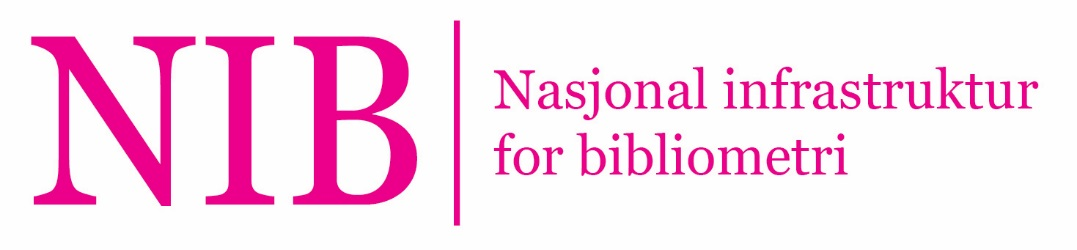 NIB
Nasjonal infrastruktur
for bibliometri